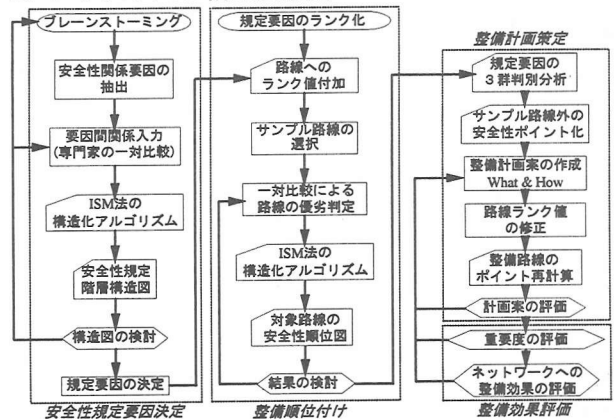 ブレーンストーミング
安全性関係要因の
抽出
要因間関係入力
(専門家の一対比較)
ISM法の
構造化アルゴリズム
安全性規定
階層構造図
構造図の検討
規定要因の決定
安全性規定要因決定
規定要因のランク化
路線への
ランク値付加
サンプル路線の
選択
一対比較による
路線の優劣判定
ISM法の
構造化アルゴリズム
対象路線の
安全性順位図
結果の検討
整備順位付け
整備計画策定
規定要因の
3群判別分析
サンプル路線外の
安全性ポイント化
整備計画案の作成
What & How
路線ランク値
の修正
整備路線の
ポイント再計算
計画案の評価
重要度の評価
ネットワークへの
整備効果の評価
整備効果評価